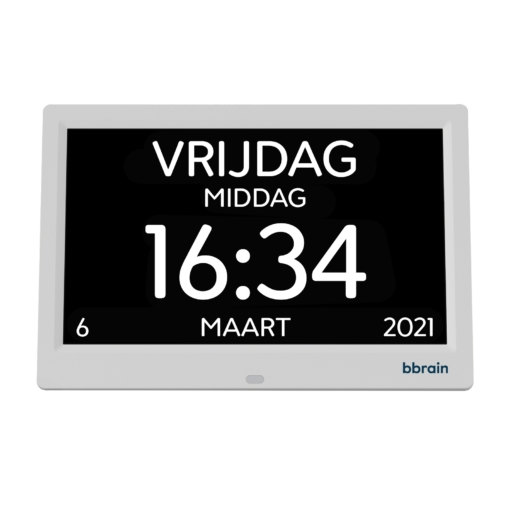 VRIJDAG
MIDDAG
16:34
6 MAART 2021
bbrain